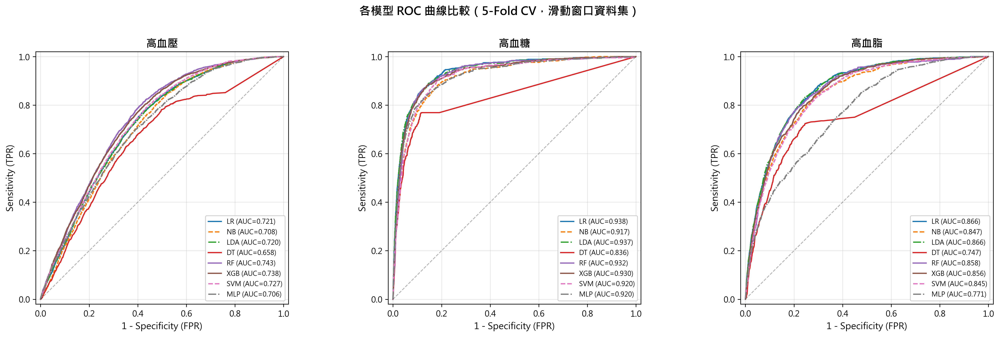 各模型 ROC 曲線比較（5-Fold CV，滑動窗口資料集）
高血壓
1.0
0.8
0.6
0.4
0.2
0.0
0.0 0.2 0.4 0.6 0.8 1.0
Sensitivity (TPR)
1 - Specificity (FPR)
LR (AUC=0.721)
NB (AUC=0.708)
LDA (AUC=0.720)
DT (AUC=0.658)
RF (AUC=0.743)
XGB (AUC=0.738)
SVM (AUC=0.727)
MLP (AUC=0.706)
高血糖
1.0
0.8
0.6
0.4
0.2
0.0
0.0 0.2 0.4 0.6 0.8 1.0
Sensitivity (TPR)
1 - Specificity (FPR)
LR (AUC=0.938)
NB (AUC=0.917)
LDA (AUC=0.937)
DT (AUC=0.836)
RF (AUC=0.932)
XGB (AUC=0.930)
SVM (AUC=0.920)
MLP (AUC=0.920)
高血脂
1.0
0.8
0.6
0.4
0.2
0.0
0.0 0.2 0.4 0.6 0.8 1.0
Sensitivity (TPR)
1 - Specificity (FPR)
LR (AUC=0.866)
NB (AUC=0.847)
LDA (AUC=0.866)
DT (AUC=0.747)
RF (AUC=0.858)
XGB (AUC=0.856)
SVM (AUC=0.845)
MLP (AUC=0.771)